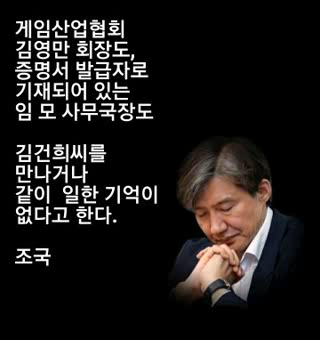 게임산업협회
김영만 회장도,
증명서 발급자로
기재되어 있는
임 모 사무국장도
김건희씨를
만나거나
같이 일한 기억이
없다고 한다.
조국